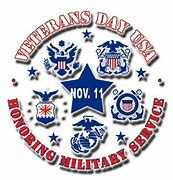 VETERANS DAY USA
NOV. 11
HONORING MILITARY SERVICE